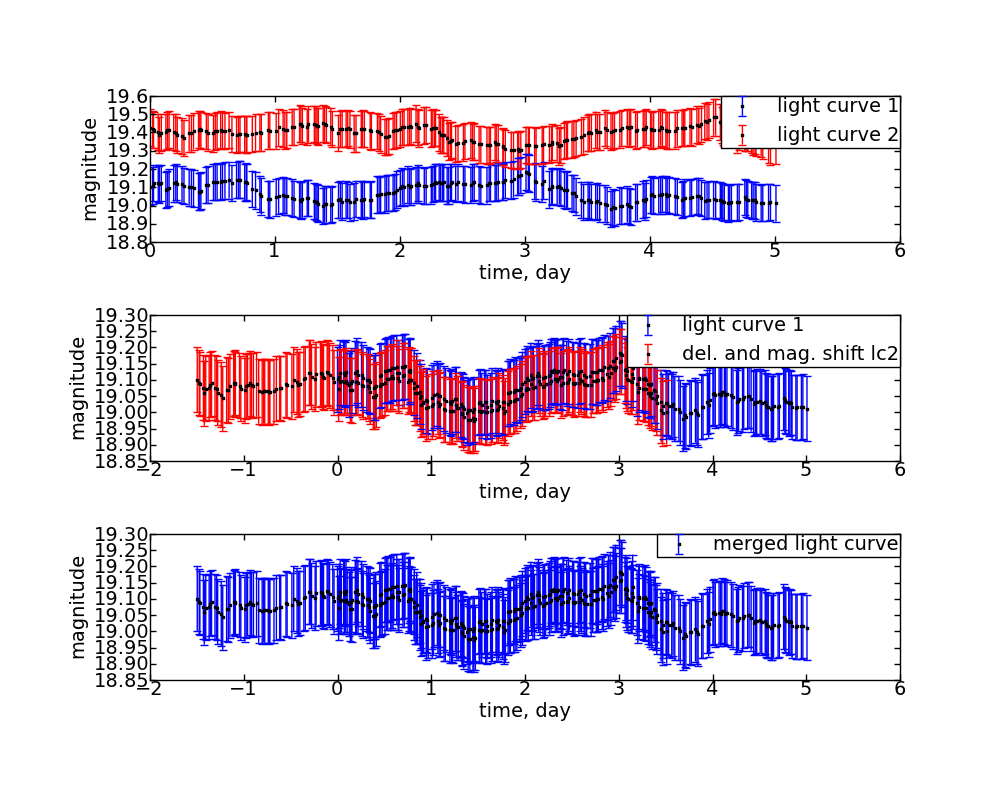 magnitude
19.6
19.5
19.4
19.3
19.2
19.1
19.0
18.9
18.8
light curve 1
light curve 2
0 1 2 3 4 5 6
time, day
magnitude
19.30
19.25
19.20
19.15
19.10
19.05
19.00
18.95
18.90
18.85
light curve 1
del. and mag. shift lc2
−2 −1 0 1 2 3 4 5 6
time, day
magnitude
19.30
19.25
19.20
19.15
19.10
19.05
19.00
18.95
18.90
18.85
merged light curve
−2 −1 0 1 2 3 4 5 6
time, day